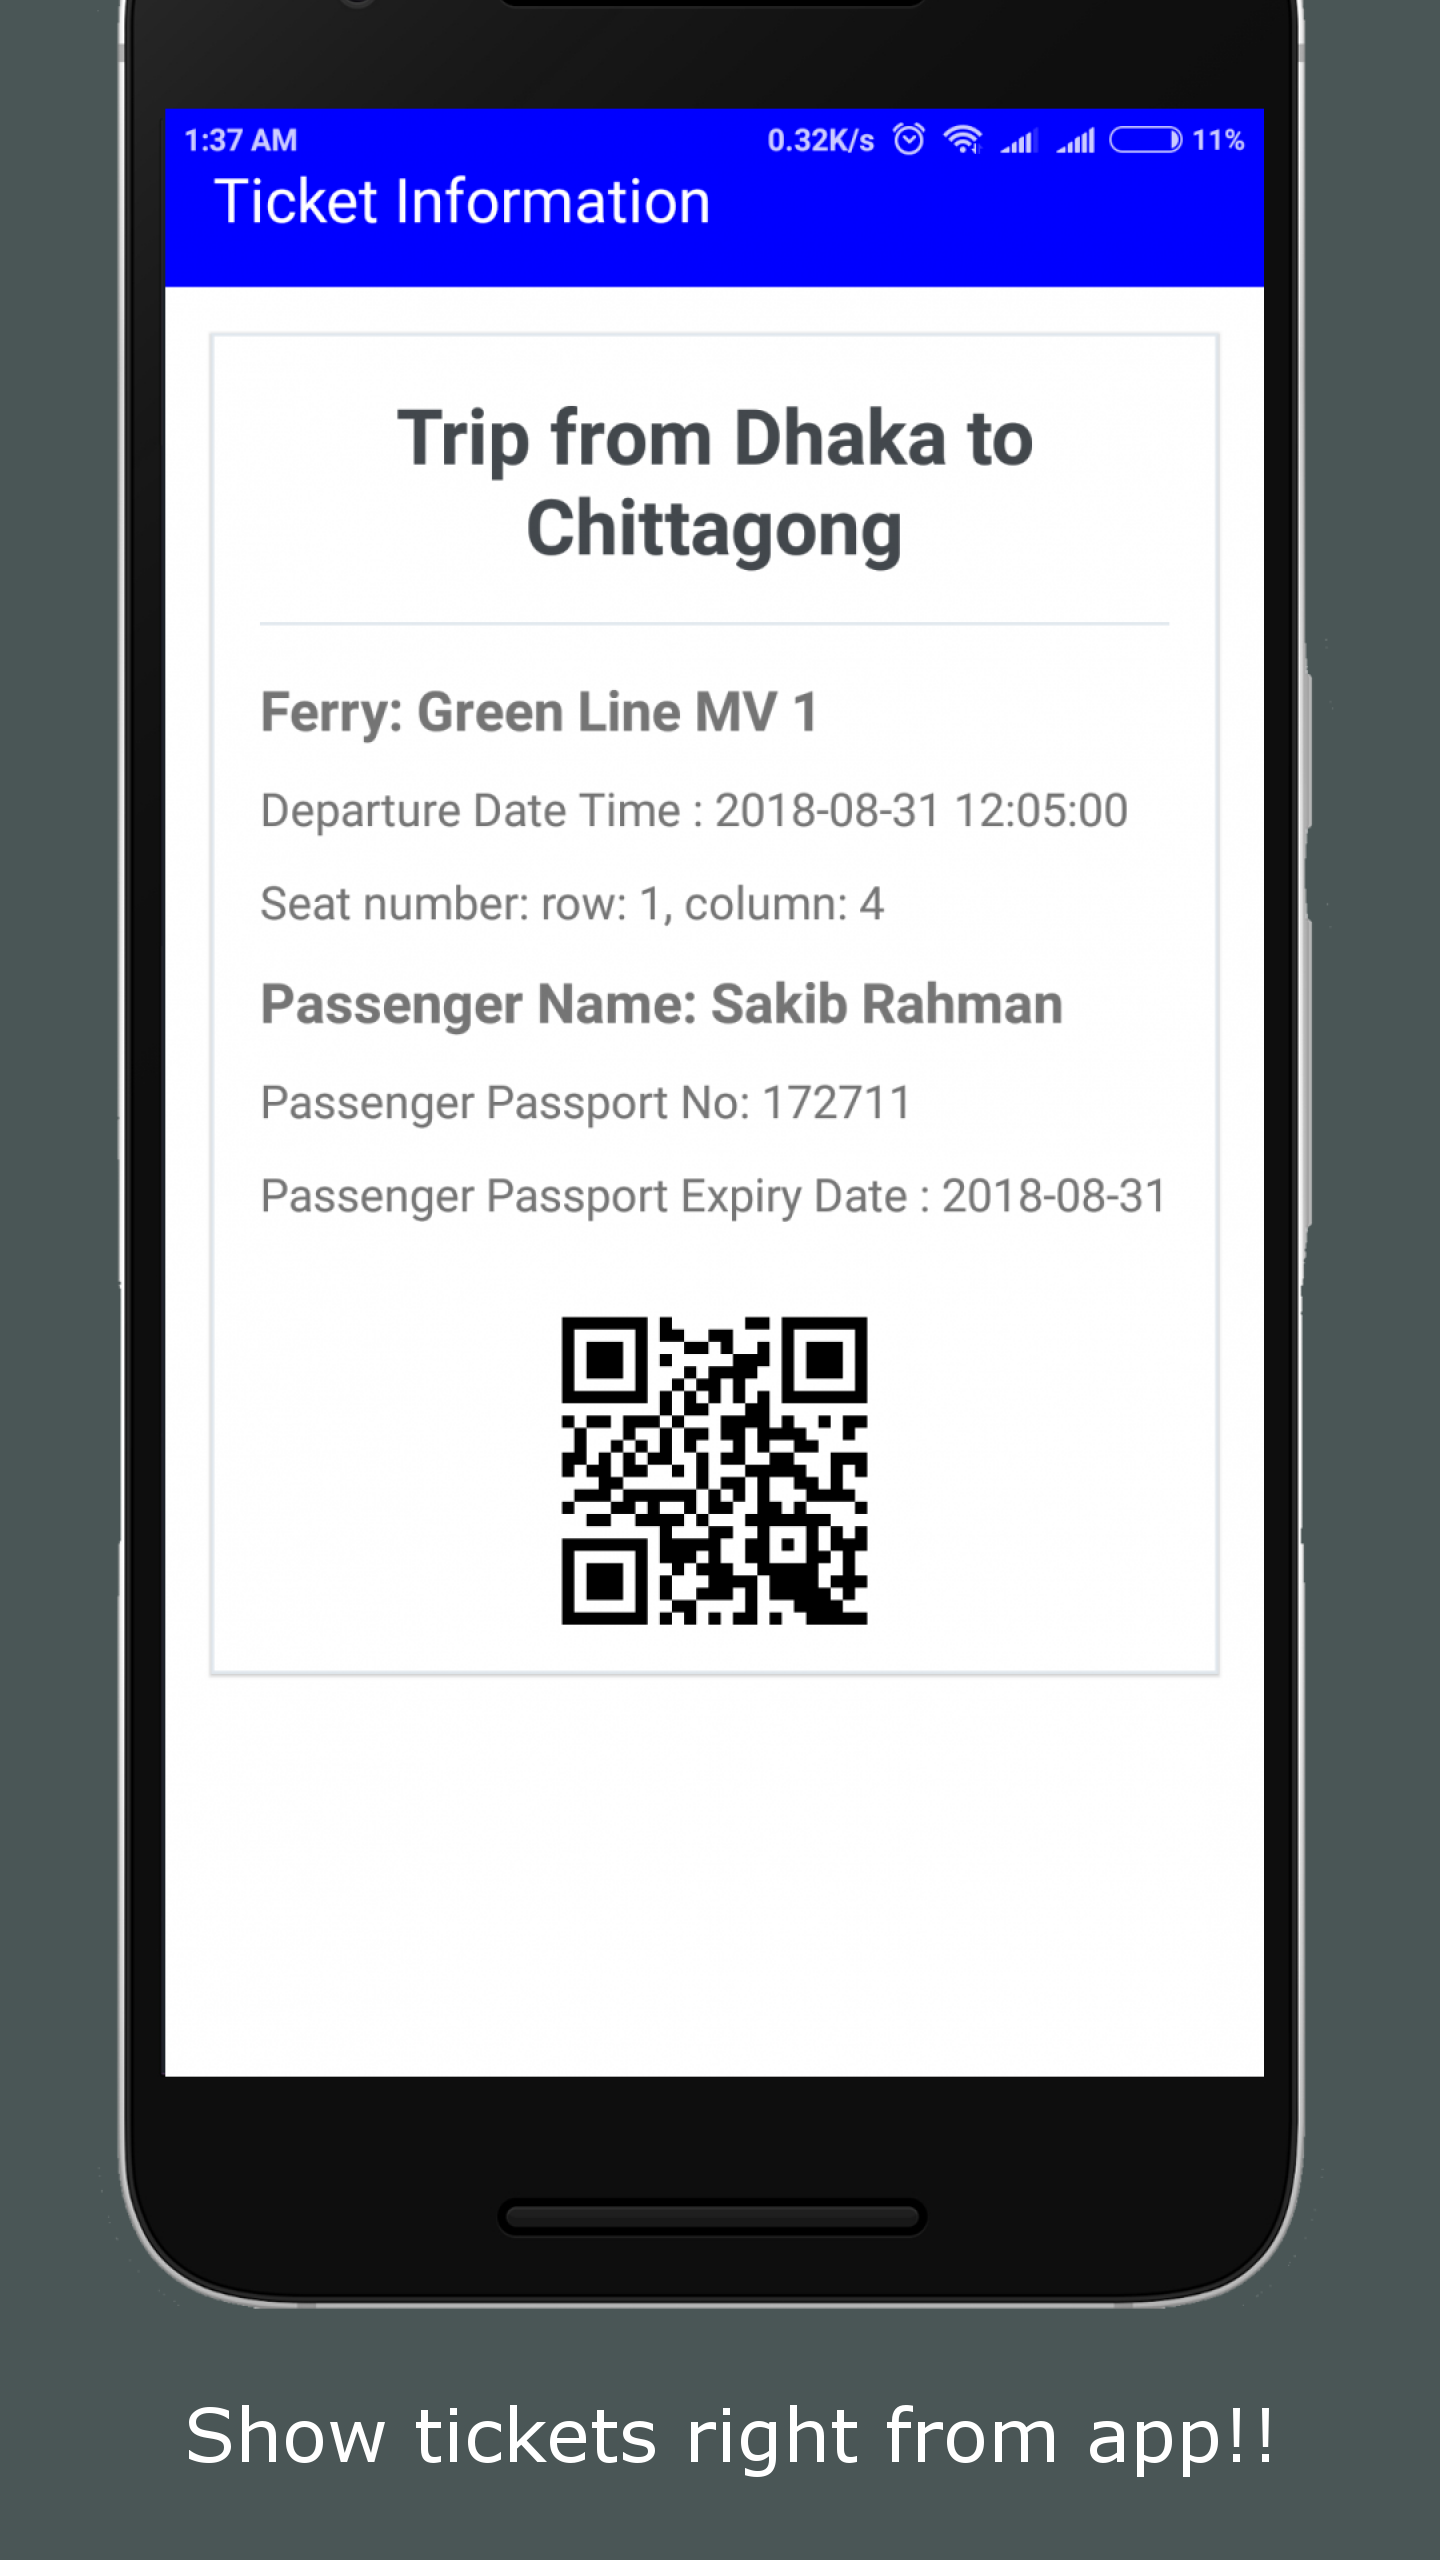 1:37 AM 0.32K/s 11%
Ticket Information
Trip from Dhaka to
Chittagong
Ferry: Green Line MV 1
Departure Date Time : 2018-08-31 12:05:00
Seat number: row: 1, column: 4
Passenger Name: Sakib Rahman
Passenger Passport No: 172711
Passenger Passport Expiry Date : 2018-08-31
Show tickets right from app!!